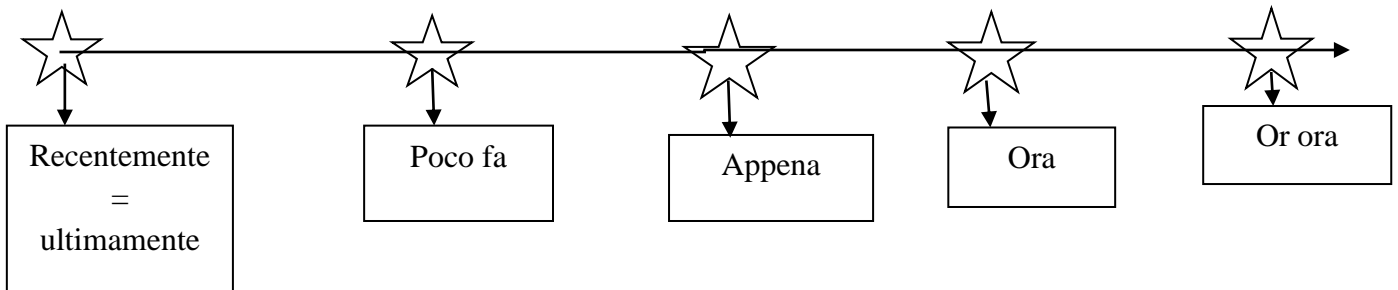 Recentemente
=
ultimamente
Poco fa
Appena
Ora
Or ora